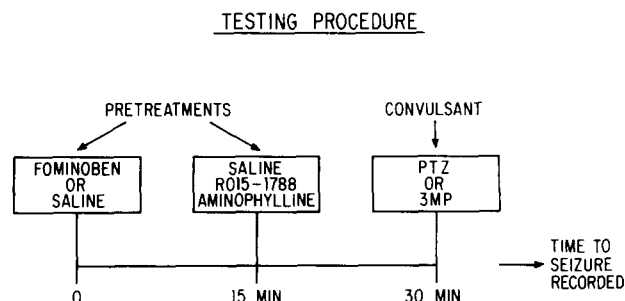 TESTING PROCEDURE
PRETREATMENTS
CONVULSANT
FOMINOBEN
OR
SALINE
SALINE
RO15-1788
AMINOPHYLLINE
PTZ
OR
3MP
TIME TO
SEIZURE
RECORDED
0
15 MIN
30 MIN